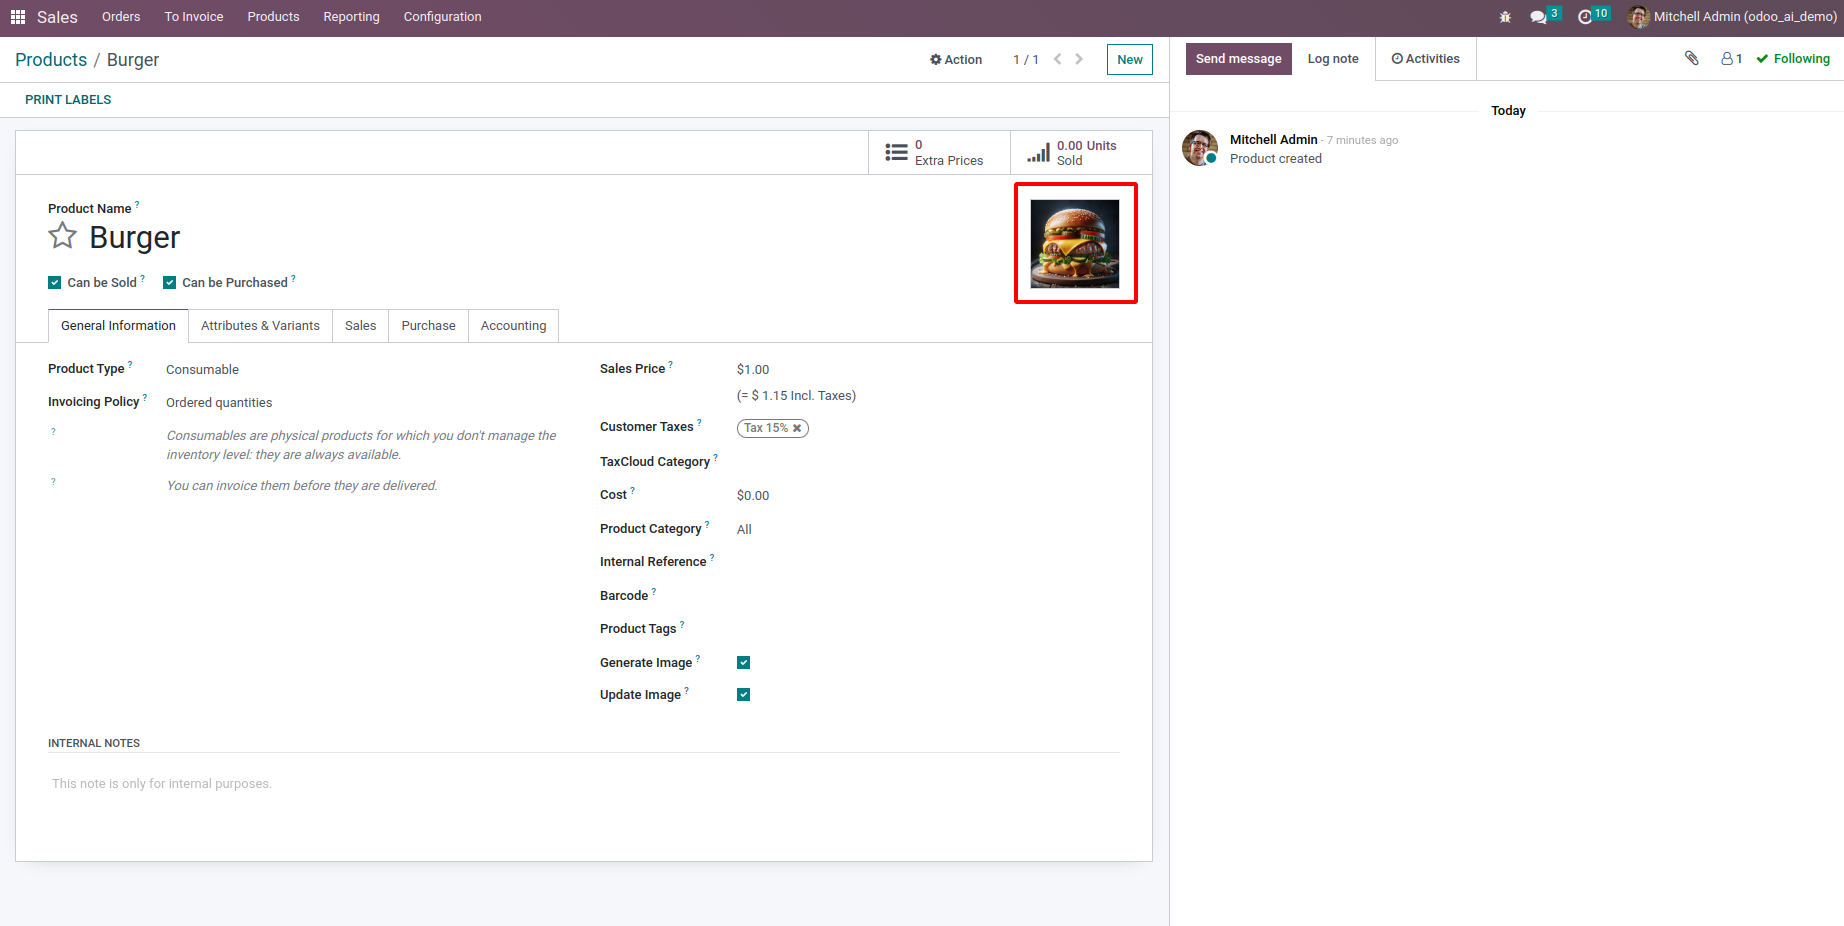 Sales Orders To Invoice Products Reporting Configuration 3 10 Mitchell Admin (odoo_ai_demo)
Products / Burger Action 1 / 1 New
PRINT LABELS
0
Extra Prices
0.00 Units
Sold
Product Name ?
Burger
Can be Sold ? Can be Purchased ?
General Information Attributes & Variants Sales Purchase Accounting
Product Type ? Consumable
Invoicing Policy ? Ordered quantities
? Consumables are physical products for which you don't manage the
inventory level: they are always available.
? You can invoice them before they are delivered.
Sales Price ? $1.00
(= $ 1.15 Incl. Taxes)
Customer Taxes ? Tax 15%
TaxCloud Category ?
Cost ? $0.00
Product Category ? All
Internal Reference ?
Barcode ?
Product Tags ?
Generate Image ?
Update Image ?
INTERNAL NOTES
This note is only for internal purposes.
Send message Log note Activities 1 Following
Today
Mitchell Admin - 7 minutes ago
Product created